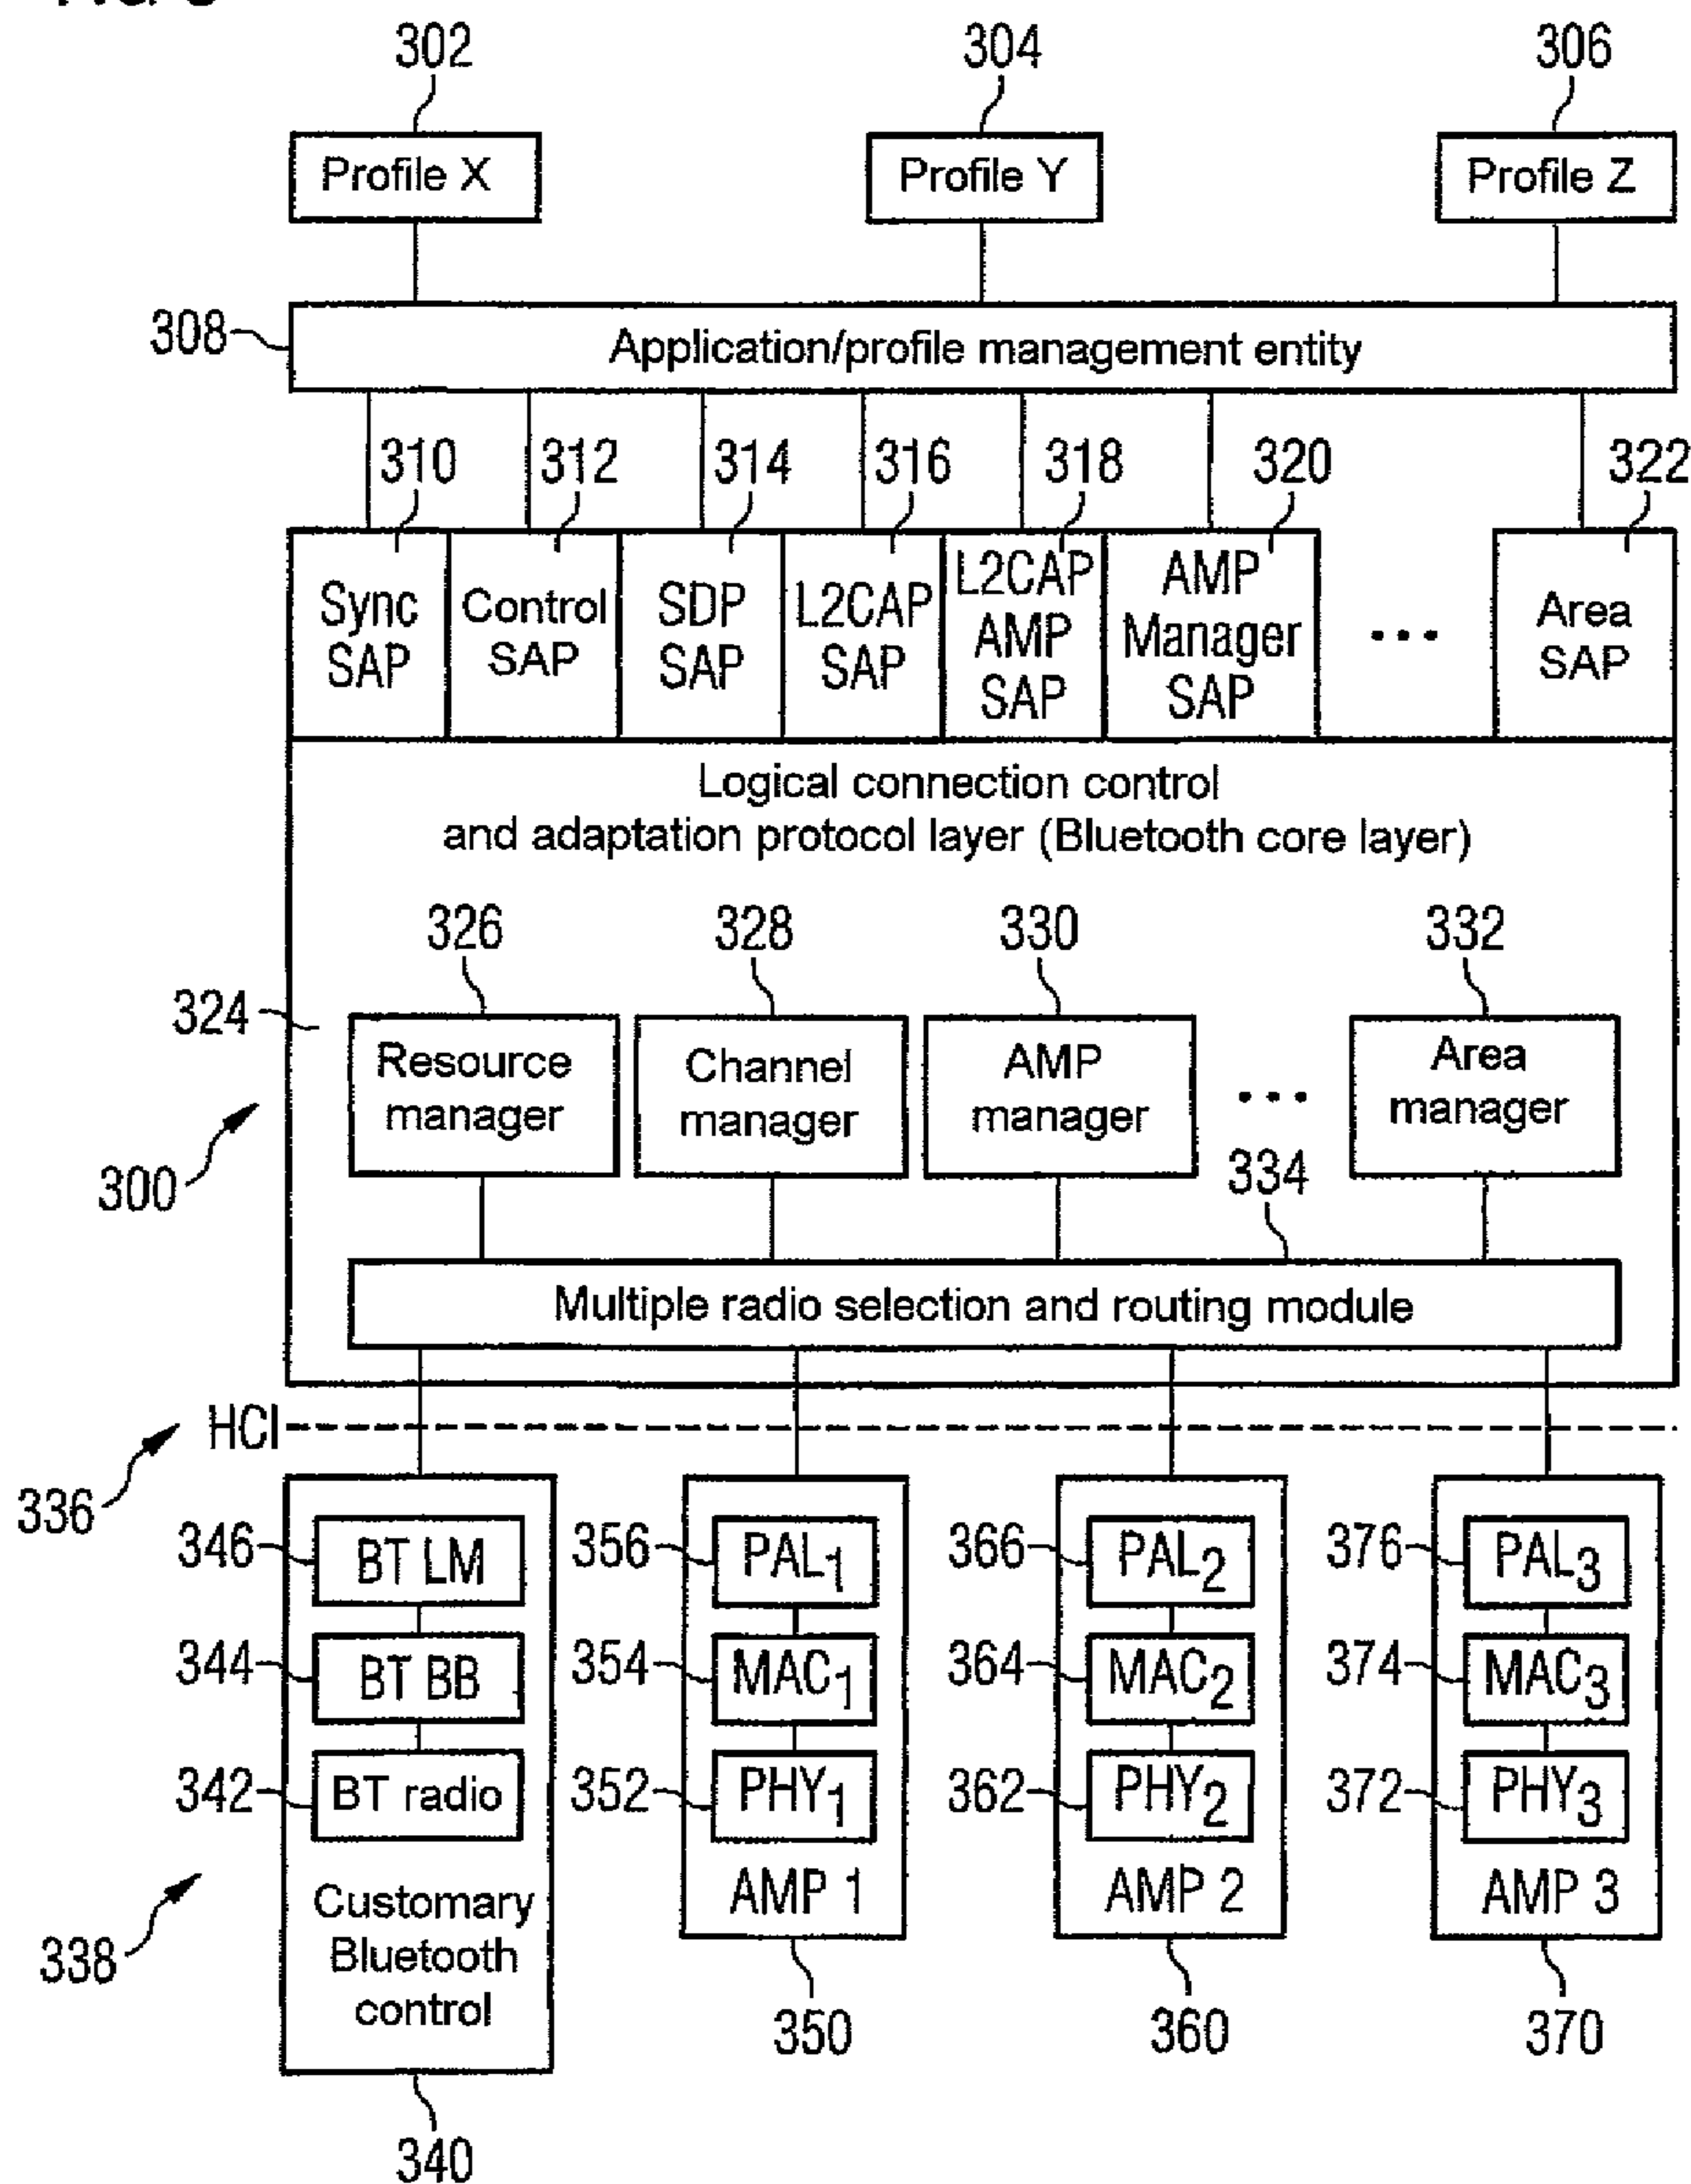 302 304 306
Profile X Profile Y Profile Z
308 Application/profile management entity
310 312 314 316 318 320 322
Sync SAP
Control SAP
SDP SAP
L2CAP SAP
L2CAP AMP SAP
AMP Manager SAP
...
Area SAP
Logical connection control
and adaptation protocol layer (Bluetooth core layer)
326 328 330 332
324
Resource manager
Channel manager
AMP manager
...
Area manager
300
334
Multiple radio selection and routing module
336 HCI
346 BT LM 356 PAL1 366 PAL2 376 PAL3
344 BT BB 354 MAC1 364 MAC2 374 MAC3
342 BT radio 352 PHY1 362 PHY2 372 PHY3
338
Customary
Bluetooth
control
AMP 1 AMP 2 AMP 3
350 360 370
340